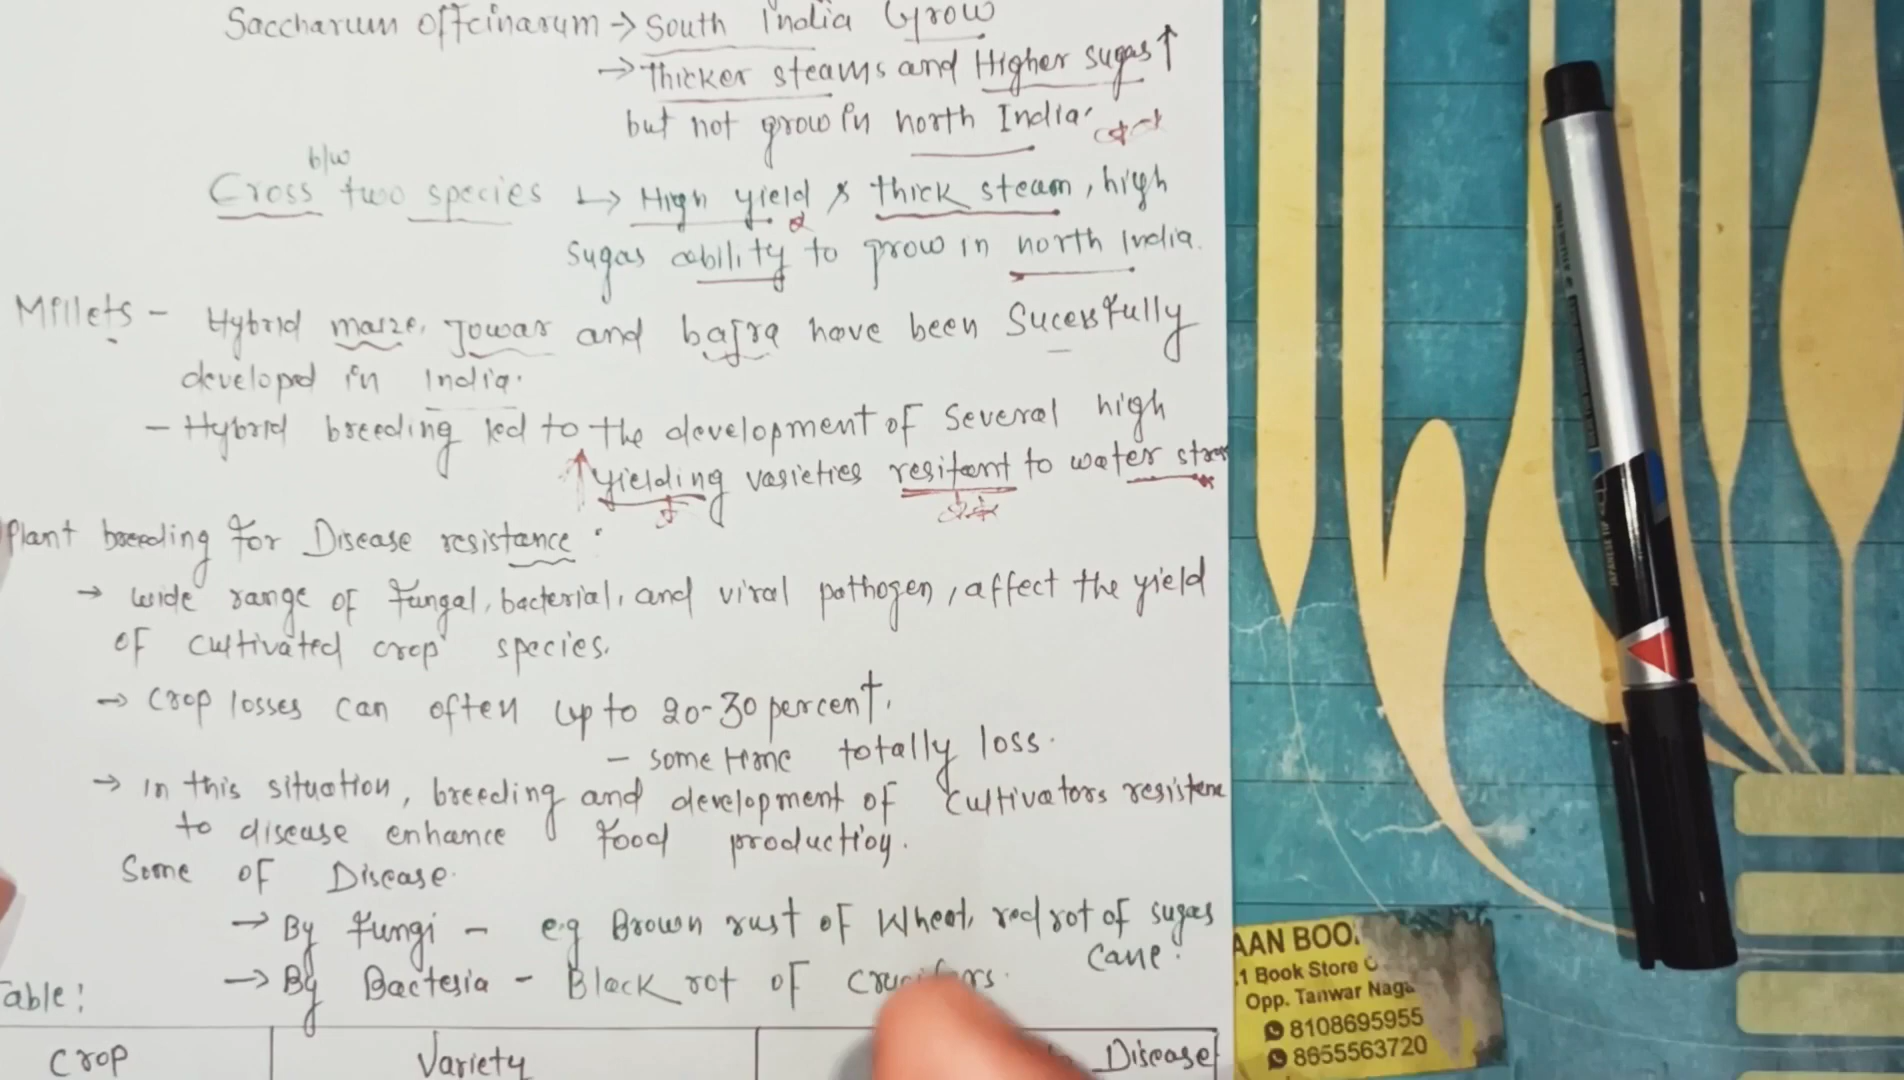 Saccharum officinarum → South India Grow
→ Thicker steams and Higher sugar ↑
but not grow in north India.
b/w
Cross two species ↳ High yield & thick steam, high
sugar ability to grow in north India.
Millets - Hybrid maize, Jowar and bajra have been Sucessfully
developed in India.
- Hybrid breeding led to the development of Several high
↑ yielding varieties resitant to water stress
Plant breeding for Disease resistance :
→ wide range of fungal, bacterial, and viral pathogen, affect the yield
of cultivated crop species.
→ Crop losses can often up to 20-30 percent.
- some time totally loss.
→ in this situation, breeding and development of cultivators resistene
to disease enhance food production.
Some of Disease.
→ By fungi - e.g Brown rust of Wheat, red rot of sugar
cane.
→ By Bacteria - Black rot of
Table:
Crop Variety Disease
AAN BOO
1 Book Store
Opp. Tanwar Naga
8108695955
8655563720